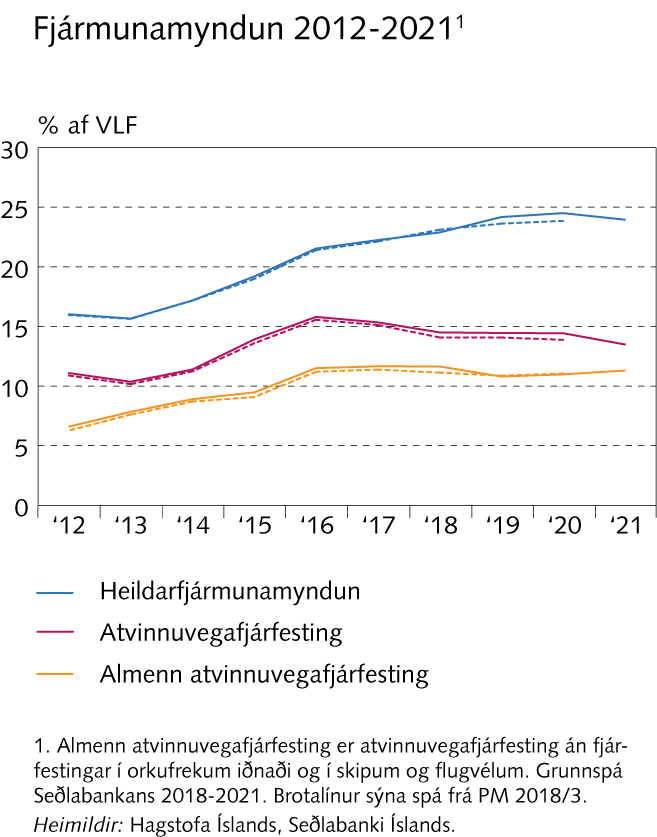 Fjármunamyndun 2012-2021¹
% af VLF
30
25
20
15
10
5
0
‘12 ‘13 ‘14 ‘15 ‘16 ‘17 ‘18 ‘19 ‘20 ‘21
Heildarfjármunamyndun
Atvinnuvegafjárfesting
Almenn atvinnuvegafjárfesting
1. Almenn atvinnuvegafjárfesting er atvinnuvegafjárfesting án fjár-
festingar í orkufrekum iðnaði og í skipum og flugvélum. Grunnspá
Seðlabankans 2018-2021. Brotalínur sýna spá frá PM 2018/3.
Heimildir: Hagstofa Íslands, Seðlabanki Íslands.